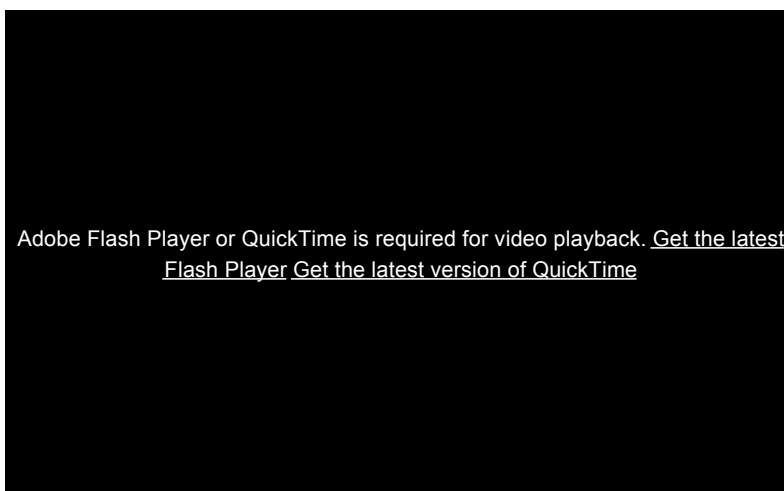 Adobe Flash Player or QuickTime is required for video playback. Get the latest
Flash Player Get the latest version of QuickTime